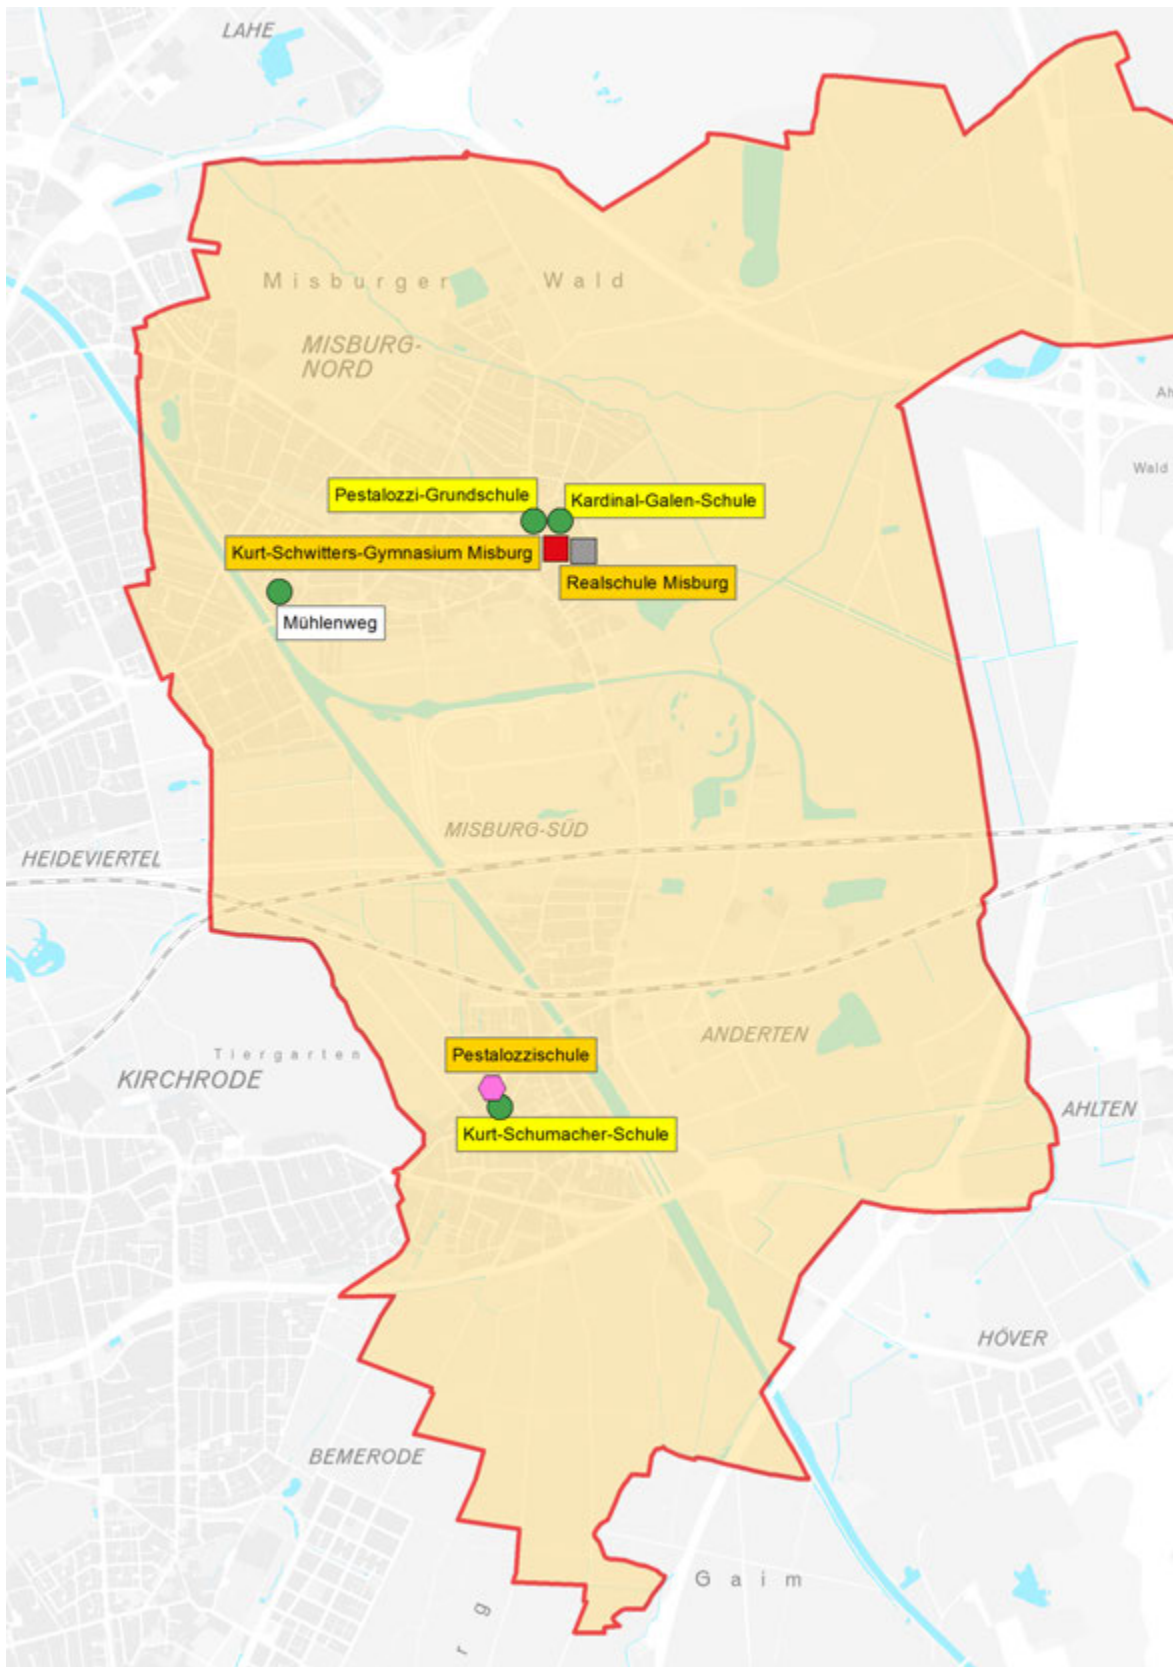 LAHE
Misburger Wald
MISBURG-
NORD
Ah
Wald
Pestalozzi-Grundschule
Kardinal-Galen-Schule
Kurt-Schwitters-Gymnasium Misburg
Realschule Misburg
Mühlenweg
MISBURG-SÜD
HEIDEVIERTEL
ANDERTEN
Tiergarten
Pestalozzischule
KIRCHRODE
AHLTEN
Kurt-Schumacher-Schule
HÖVER
BEMERODE
Gaim
r g